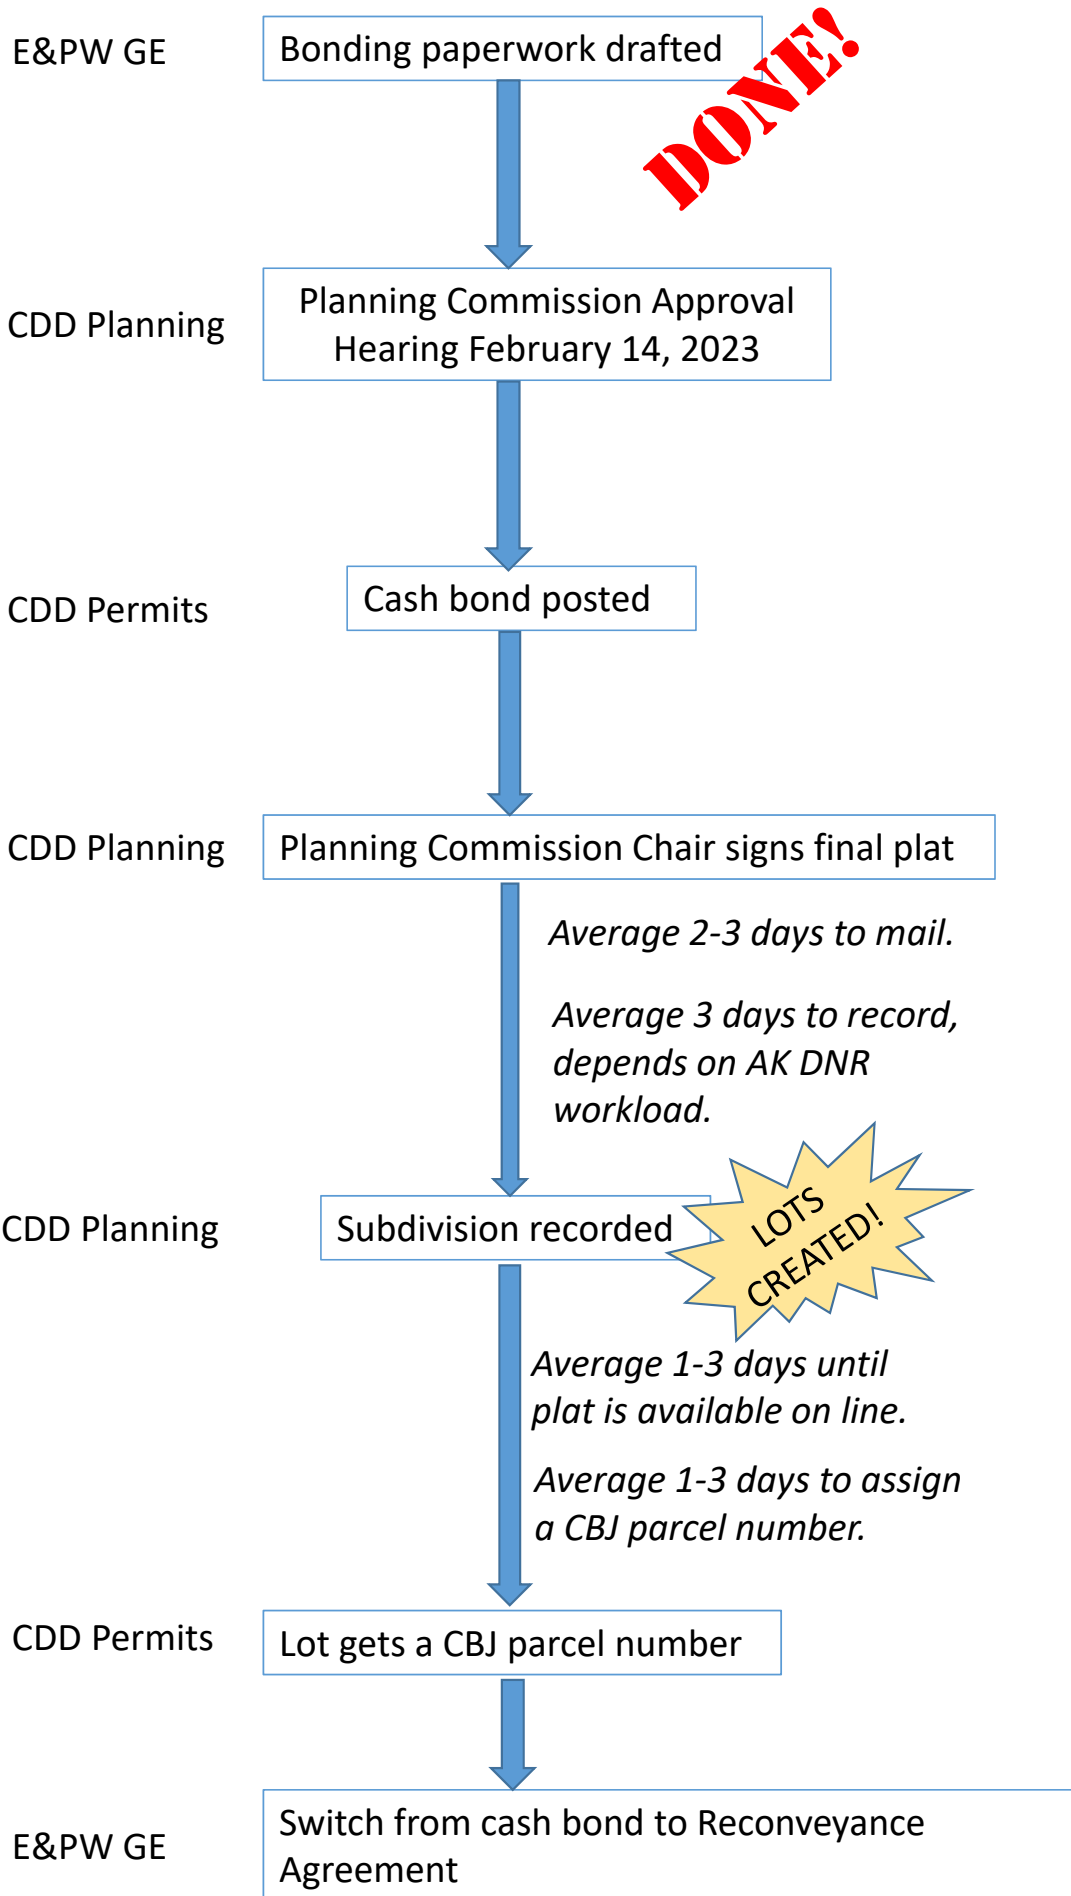 E&PW GE
Bonding paperwork drafted
DONE!
CDD Planning
Planning Commission Approval
Hearing February 14, 2023
CDD Permits
Cash bond posted
CDD Planning
Planning Commission Chair signs final plat
Average 2-3 days to mail.
Average 3 days to record,
depends on AK DNR
workload.
CDD Planning
Subdivision recorded
LOTS
CREATED!
Average 1-3 days until
plat is available on line.
Average 1-3 days to assign
a CBJ parcel number.
CDD Permits
Lot gets a CBJ parcel number
E&PW GE
Switch from cash bond to Reconveyance
Agreement